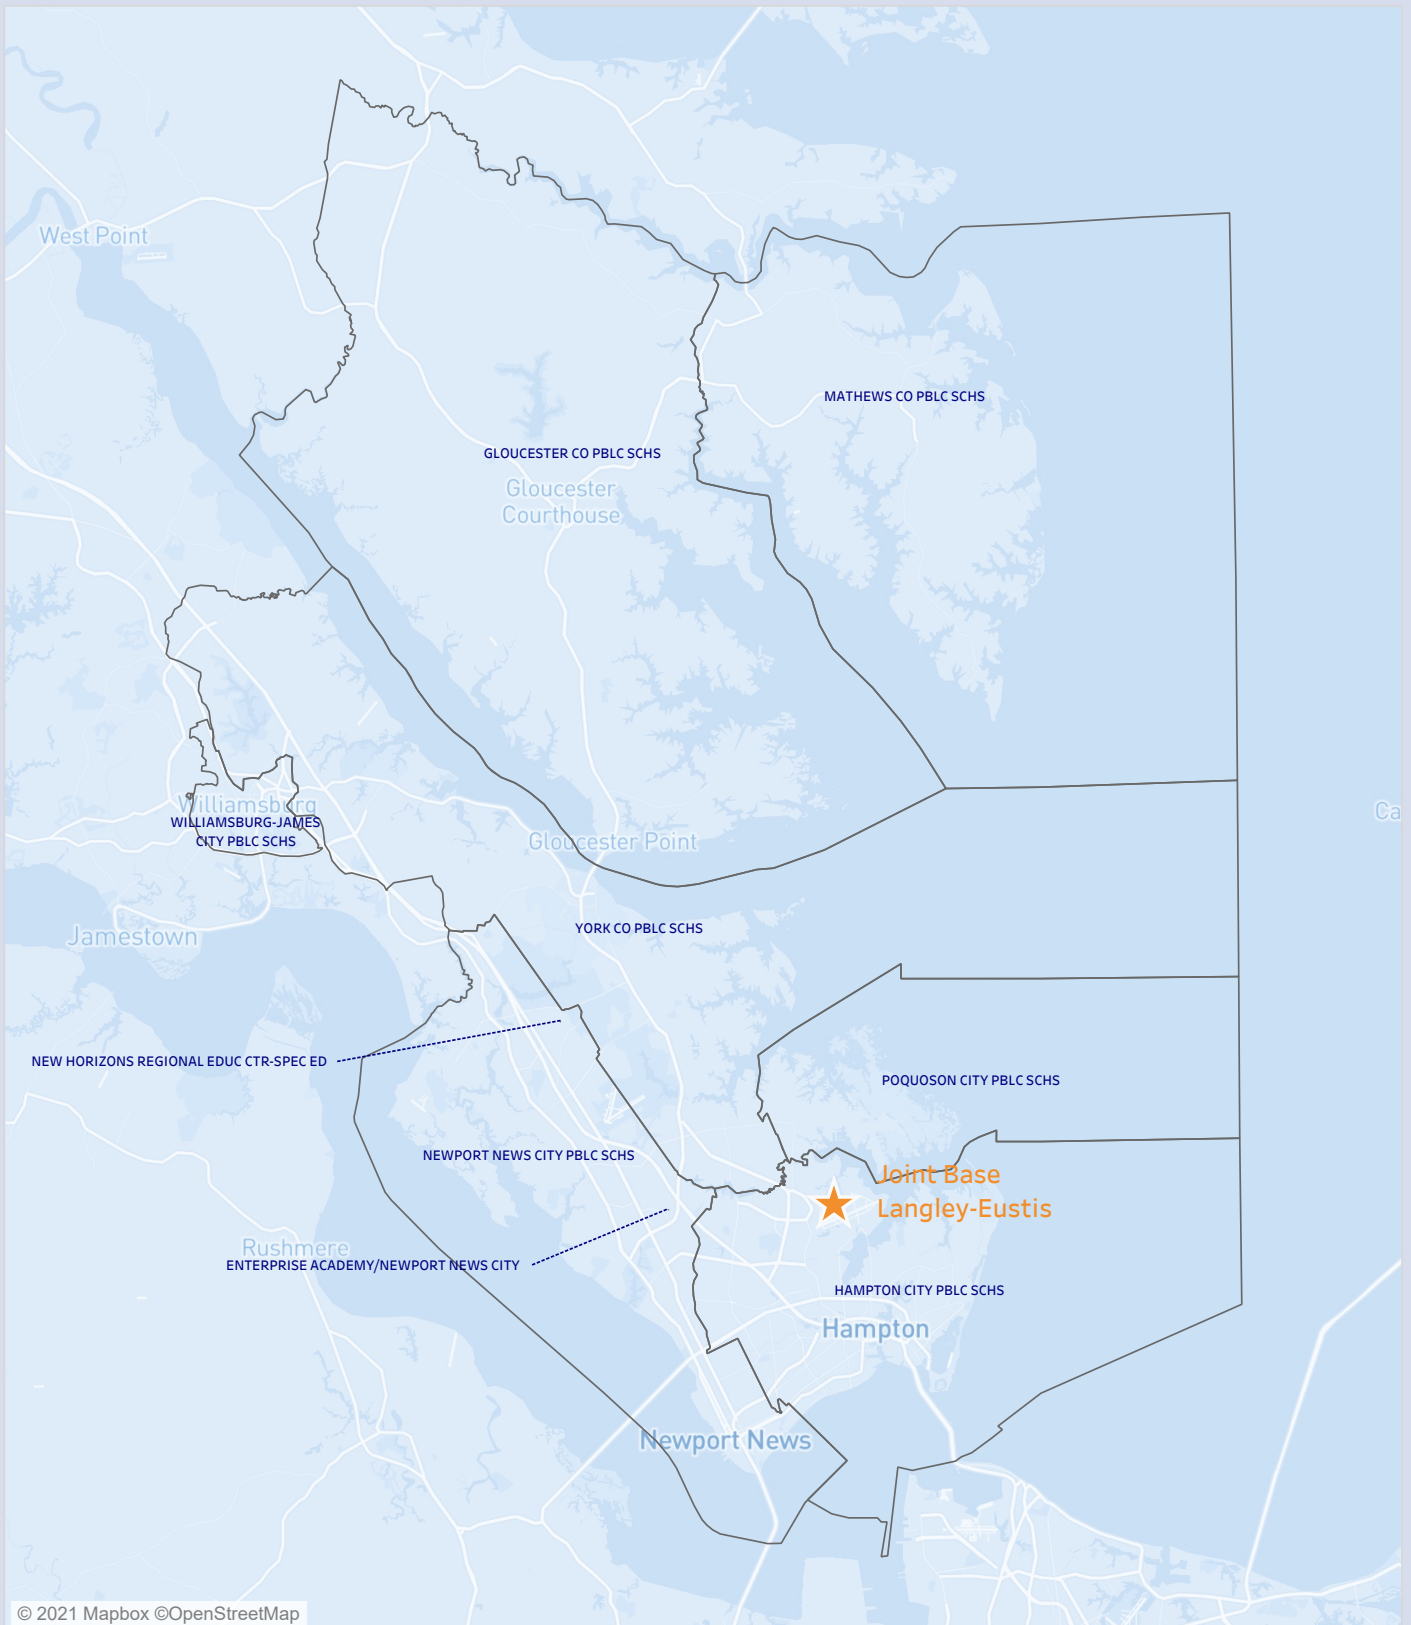 West Point
MATHEWS CO PBLC SCHS
GLOUCESTER CO PBLC SCHS
Gloucester
Courthouse
Williamsburg
WILLIAMSBURG-JAMES
CITY PBLC SCHS
Ca
Gloucester Point
YORK CO PBLC SCHS
Jamestown
NEW HORIZONS REGIONAL EDUC CTR-SPEC ED
POQUOSON CITY PBLC SCHS
NEWPORT NEWS CITY PBLC SCHS
Joint Base
Langley-Eustis
Rushmere
ENTERPRISE ACADEMY/NEWPORT NEWS CITY
HAMPTON CITY PBLC SCHS
Hampton
Newport News
© 2021 Mapbox ©OpenStreetMap